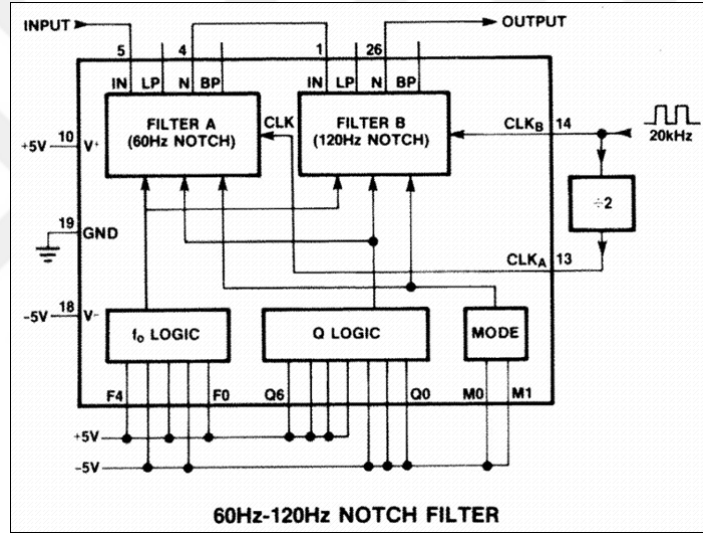 INPUT
OUTPUT
5 4 1 26
IN LP N BP IN LP N BP
FILTER A
(60Hz NOTCH)
CLK
FILTER B
(120Hz NOTCH)
CLKB 14
20kHz
+5V 10 V+
÷2
19
GND
CLKA 13
-5V 18 V-
fo LOGIC
Q LOGIC
MODE
F4 F0 Q6 Q0 M0 M1
+5V
-5V
60Hz-120Hz NOTCH FILTER